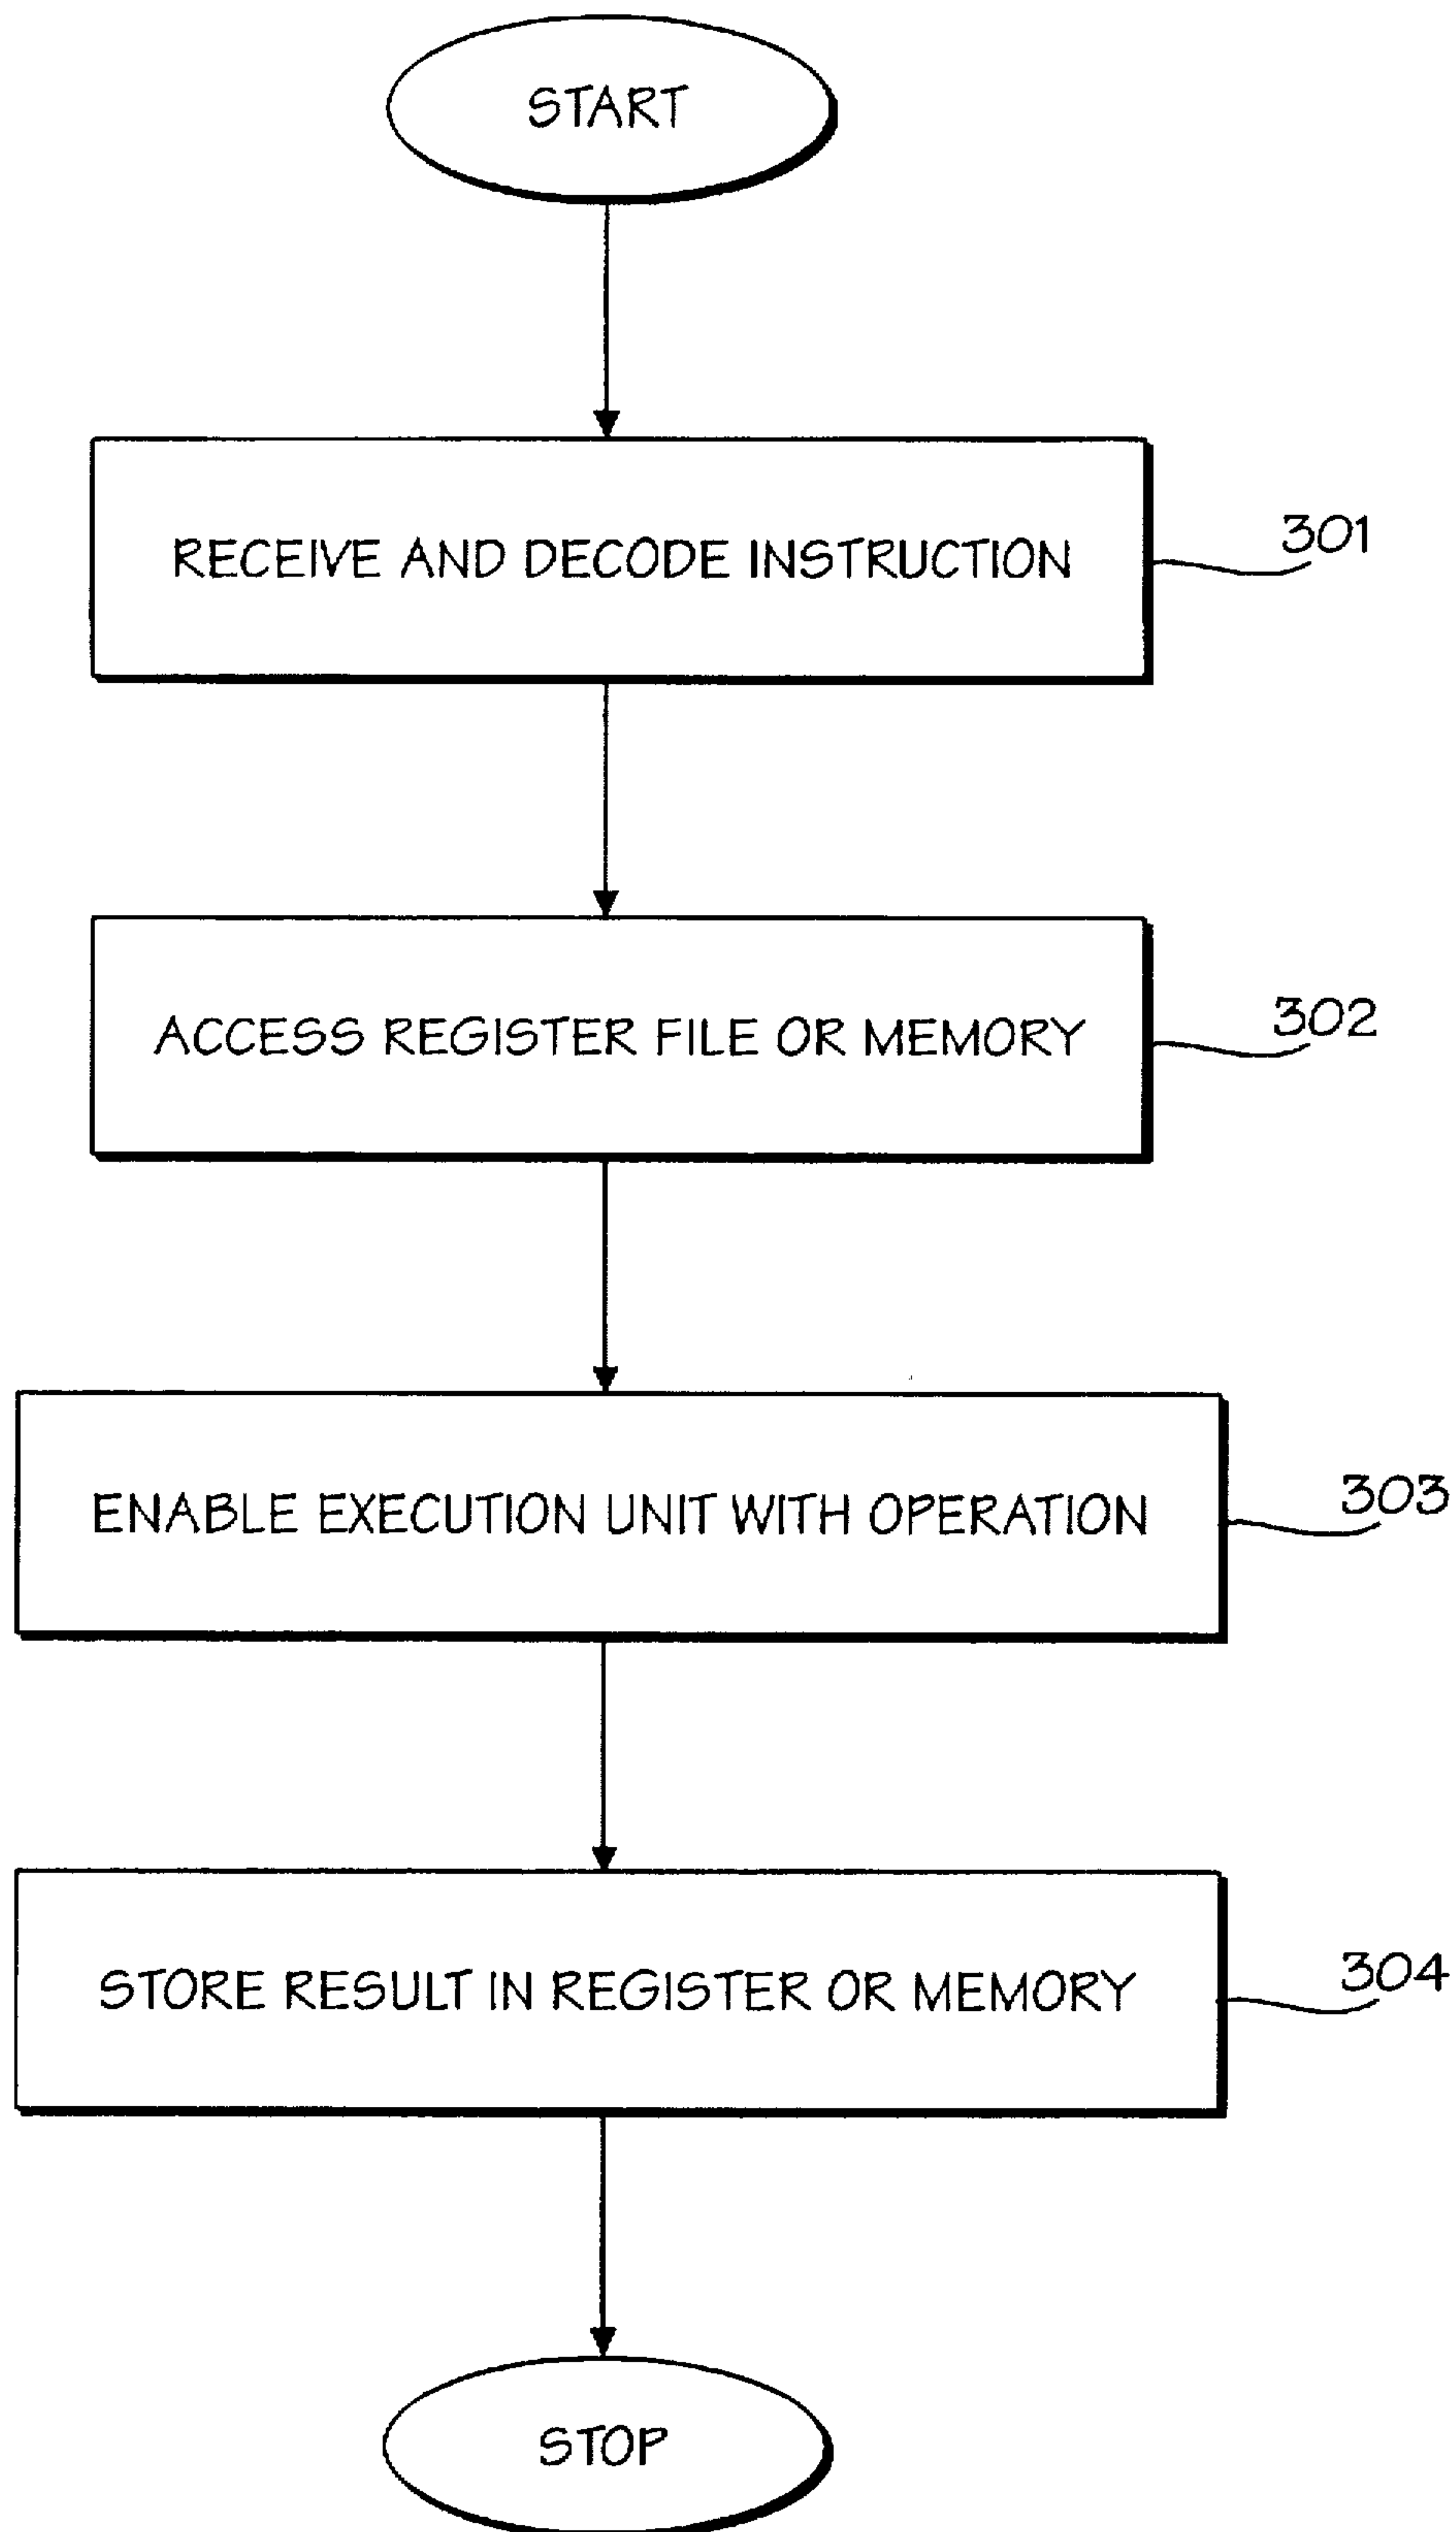 START
RECEIVE AND DECODE INSTRUCTION
301
ACCESS REGISTER FILE OR MEMORY
302
ENABLE EXECUTION UNIT WITH OPERATION
303
STORE RESULT IN REGISTER OR MEMORY
304
STOP